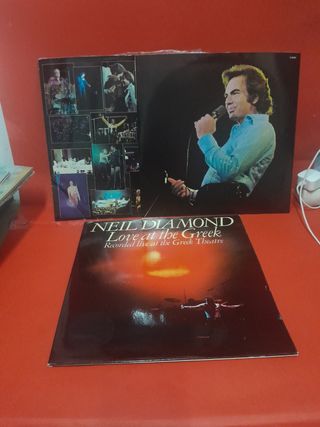 NEIL DIAMOND
Love at the Greek
Recorded live at the Greek Theatre